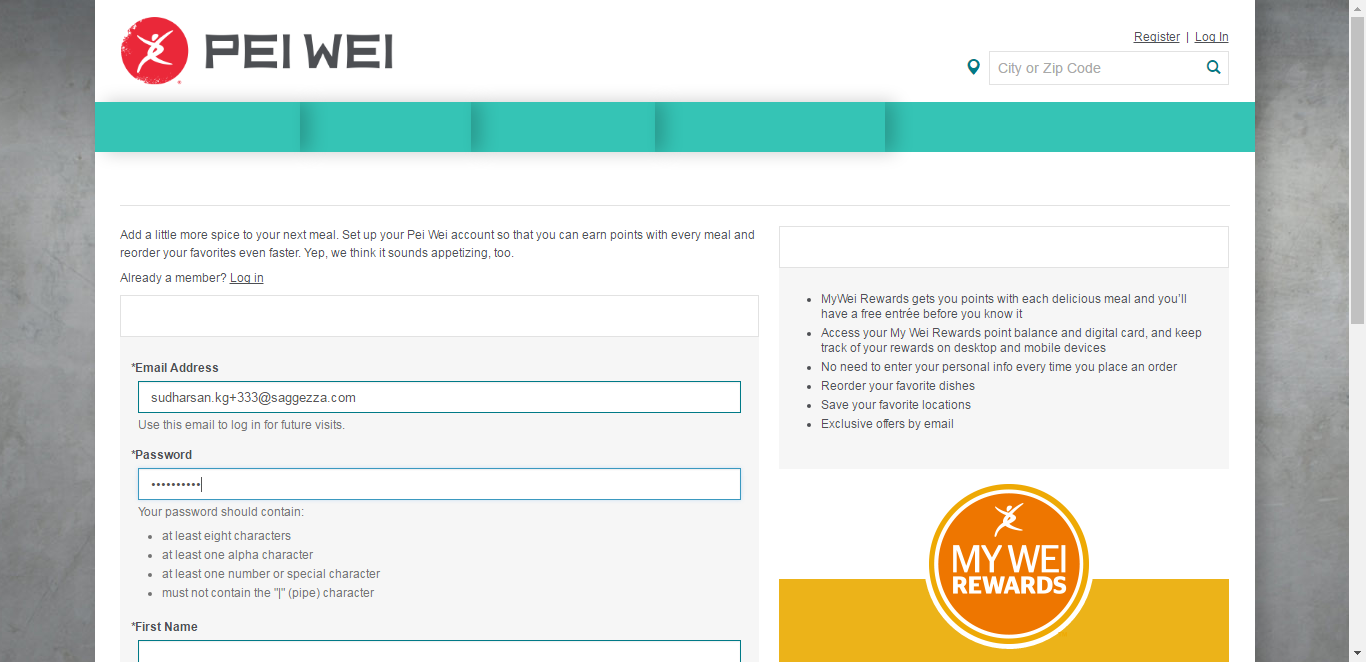 PEI WEI
Register | Log In
City or Zip Code
Add a little more spice to your next meal. Set up your Pei Wei account so that you can earn points with every meal and
reorder your favorites even faster. Yep, we think it sounds appetizing, too.
Already a member? Log in
*Email Address
sudharsan.kg+333@saggezza.com
Use this email to log in for future visits.
*Password
••••••••••
Your password should contain:
• at least eight characters
• at least one alpha character
• at least one number or special character
• must not contain the "|" (pipe) character
*First Name
• MyWei Rewards gets you points with each delicious meal and you’ll
have a free entrée before you know it
• Access your My Wei Rewards point balance and digital card, and keep
track of your rewards on desktop and mobile devices
• No need to enter your personal info every time you place an order
• Reorder your favorite dishes
• Save your favorite locations
• Exclusive offers by email
MY WEI
REWARDS